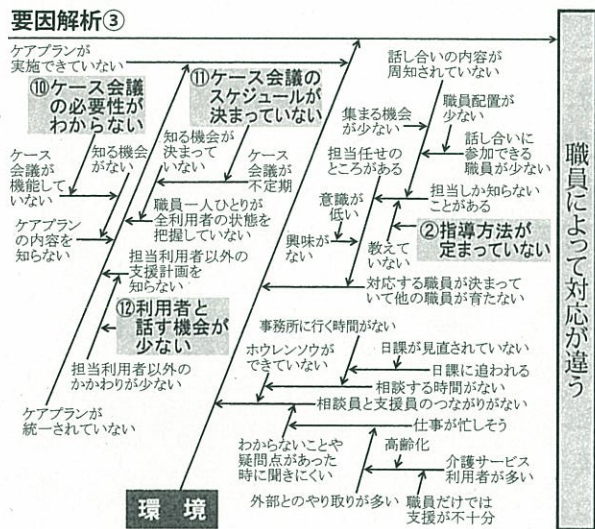 要因解析③
ケアプランが
実施できていない
⑩ケース会議
の必要性が
わからない
⑪ケース会議の
スケジュールが
決まっていない
知る機会が
ない
知る機会が
決まって
いない
ケース
会議が
機能して
いない
ケース
会議が
不定期
職員一人ひとりが
全利用者の状態を
把握していない
ケアプラン
の内容を
知らない
担当利用者以外の
支援計画を
知らない
⑫利用者と
話す機会が
少ない
担当利用者以外の
かかわりが少ない
ケアプランが
統一されていない
話し合いの内容が
周知されていない
職員配置が
少ない
集まる機会
が少ない
話し合いに
参加できる
職員が少ない
担当任せの
ところがある
担当しか知らない
ことがある
意識が
低い
興味が
ない
教えて
いない
②指導方法が
定まっていない
対応する職員が決まって
いて他の職員が育たない
事務所に行く時間がない
ホウレンソウが
できていない
日課が見直されていない
日課に追われる
相談する時間がない
相談員と支援員のつながりがない
仕事が忙しそう
わからないことや
疑問点があった
時に聞きにくい
高齢化
介護サービス
利用者が多い
外部とのやり取りが多い
職員だけでは
支援が不十分
環境
職員によって対応が違う